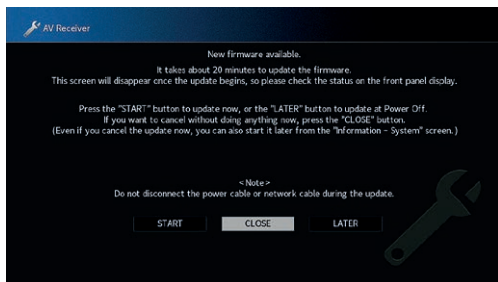 AV Receiver
New firmware available.
It takes about 20 minutes to update the firmware.
This screen will disappear once the update begins, so please check the status on the front panel display.
Press the "START" button to update now, or the "LATER" button to update at Power Off.
If you want to cancel without doing anything now, press the "CLOSE" button.
(Even if you cancel the update now, you can also start it later from the "Information - System" screen.)
<Note>
Do not disconnect the power cable or network cable during the update.
START CLOSE LATER